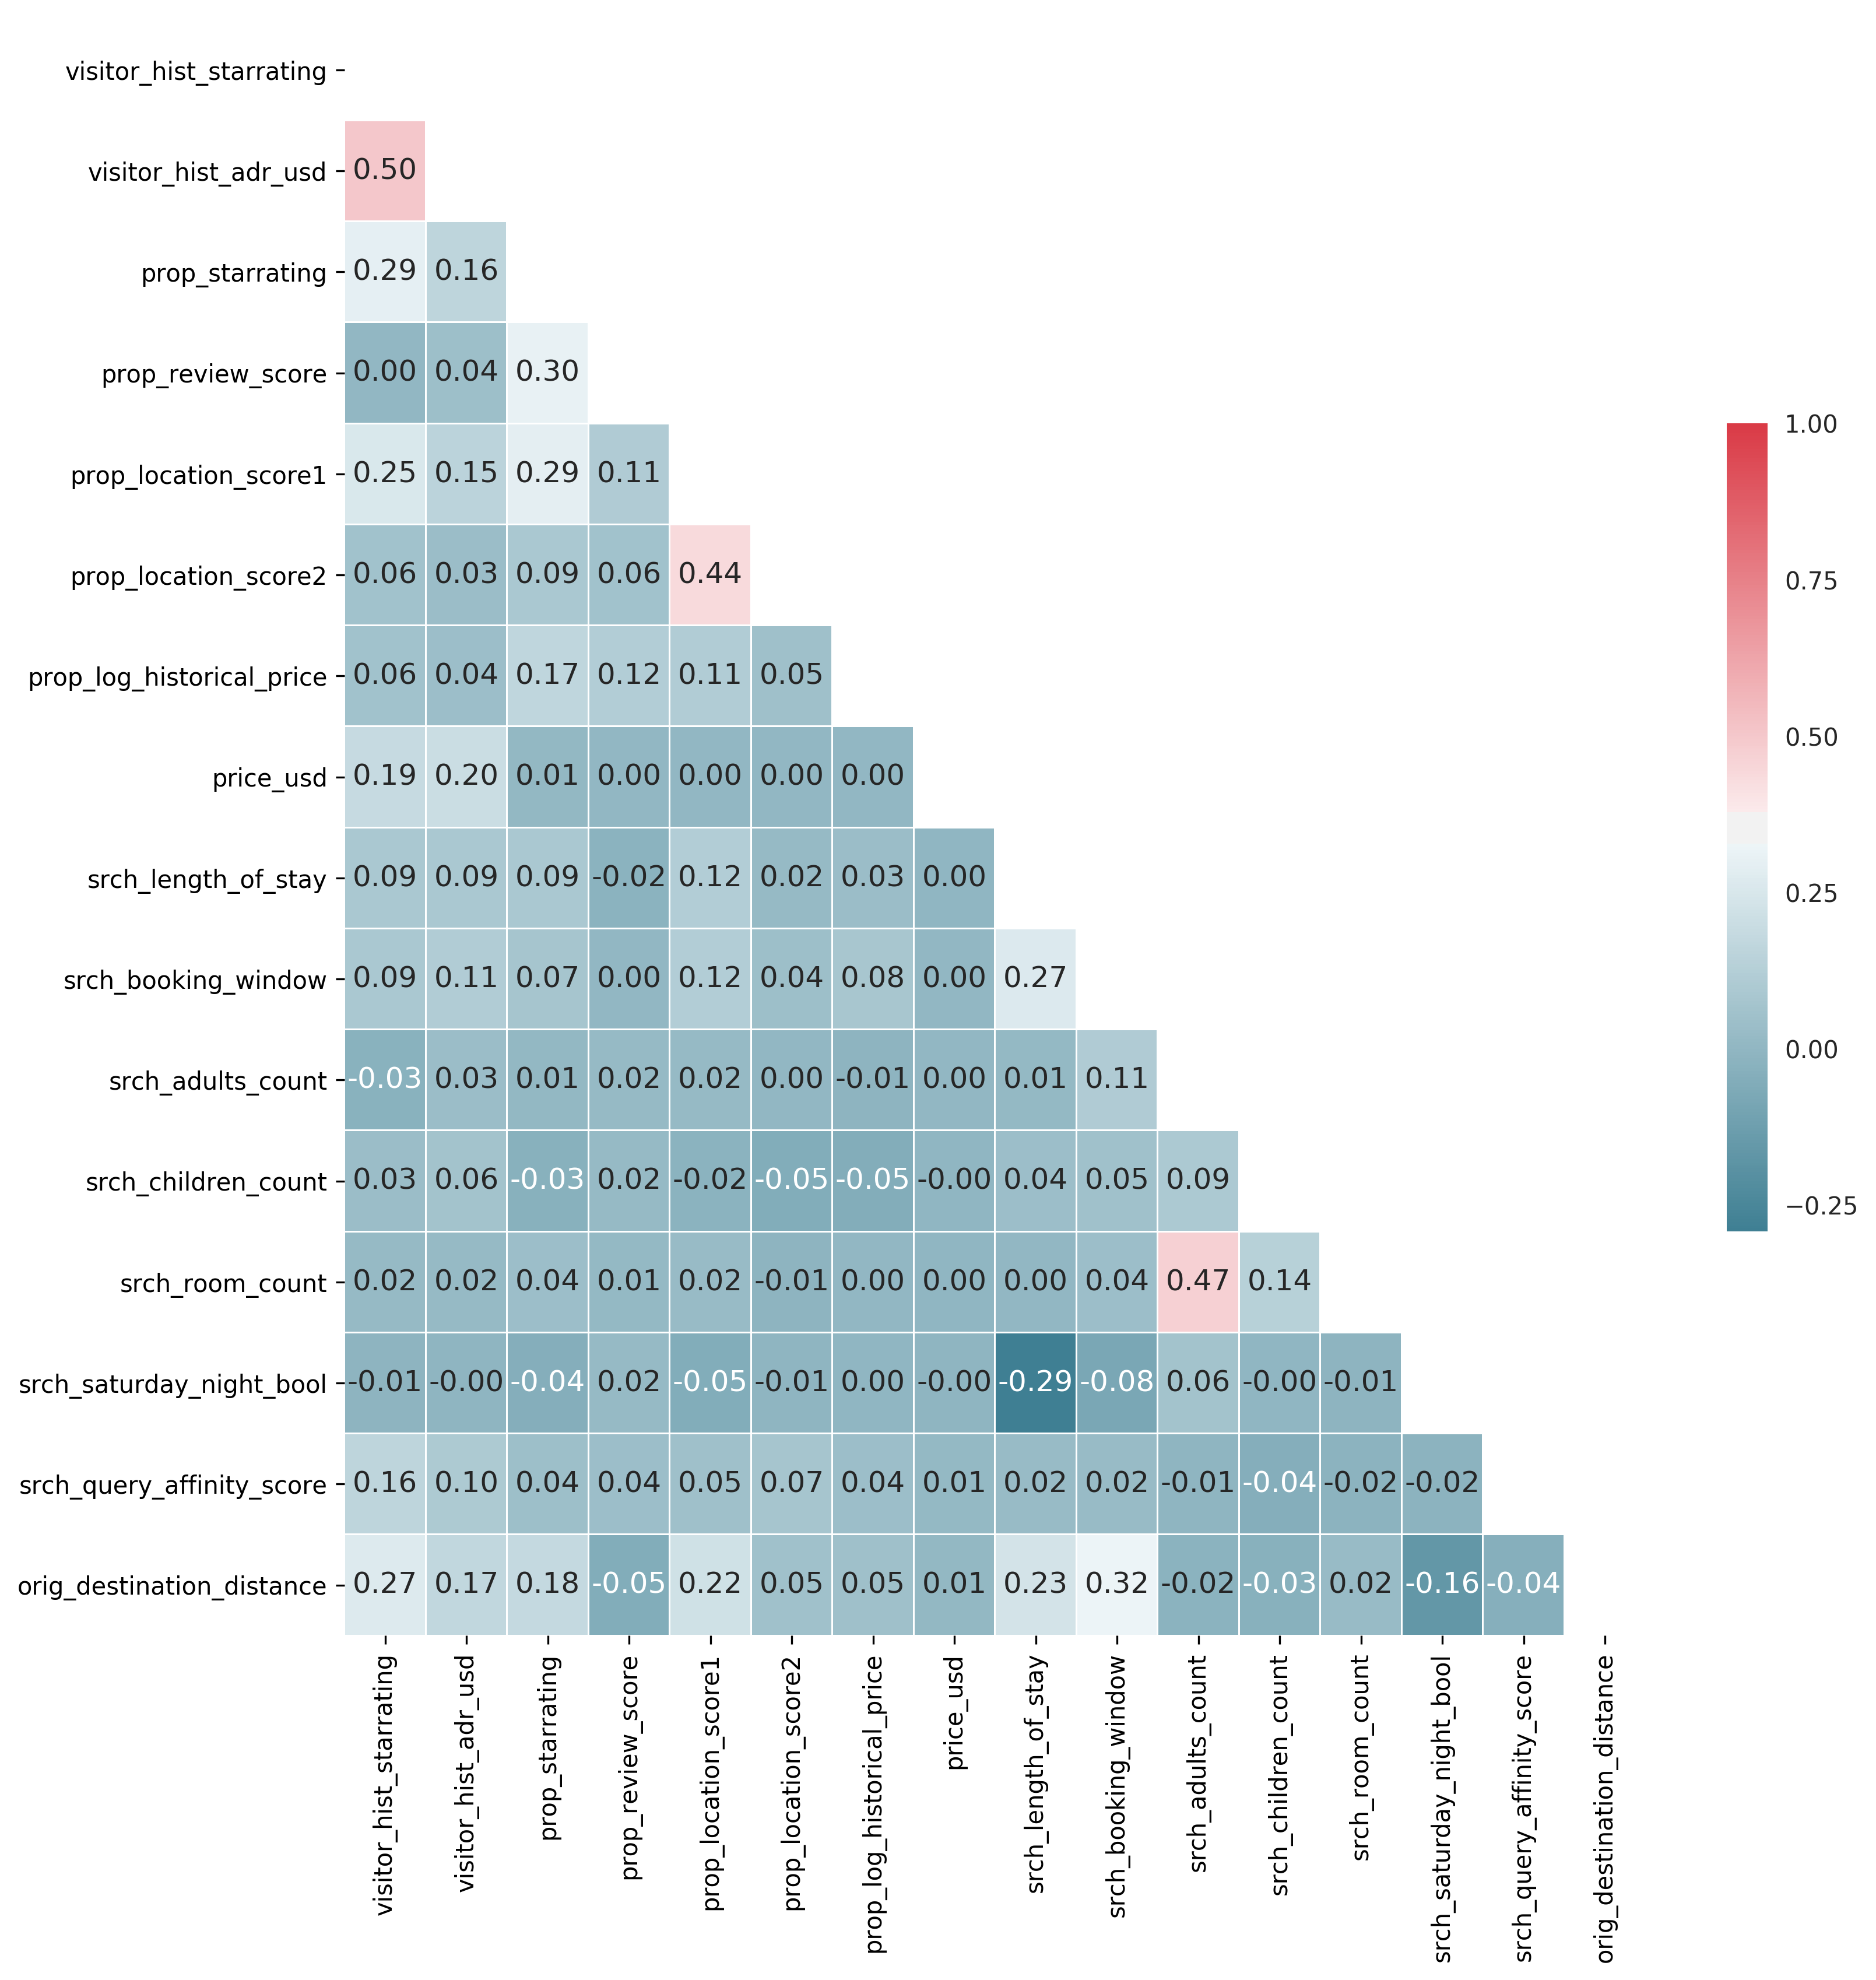 visitor_hist_starrating
visitor_hist_adr_usd 0.50
prop_starrating 0.29 0.16
prop_review_score 0.00 0.04 0.30
prop_location_score1 0.25 0.15 0.29 0.11
prop_location_score2 0.06 0.03 0.09 0.06 0.44
prop_log_historical_price 0.06 0.04 0.17 0.12 0.11 0.05
price_usd 0.19 0.20 0.01 0.00 0.00 0.00 0.00
srch_length_of_stay 0.09 0.09 0.09 -0.02 0.12 0.02 0.03 0.00
srch_booking_window 0.09 0.11 0.07 0.00 0.12 0.04 0.08 0.00 0.27
srch_adults_count -0.03 0.03 0.01 0.02 0.02 0.00 -0.01 0.00 0.01 0.11
srch_children_count 0.03 0.06 -0.03 0.02 -0.02 -0.05 -0.05 -0.00 0.04 0.05 0.09
srch_room_count 0.02 0.02 0.04 0.01 0.02 -0.01 0.00 0.00 0.00 0.04 0.47 0.14
srch_saturday_night_bool -0.01 -0.00 -0.04 0.02 -0.05 -0.01 0.00 -0.00 -0.29 -0.08 0.06 -0.00 -0.01
srch_query_affinity_score 0.16 0.10 0.04 0.04 0.05 0.07 0.04 0.01 0.02 0.02 -0.01 -0.04 -0.02 -0.02
orig_destination_distance 0.27 0.17 0.18 -0.05 0.22 0.05 0.05 0.01 0.23 0.32 -0.02 -0.03 0.02 -0.16 -0.04
visitor_hist_starrating
visitor_hist_adr_usd
prop_starrating
prop_review_score
prop_location_score1
prop_location_score2
prop_log_historical_price
price_usd
srch_length_of_stay
srch_booking_window
srch_adults_count
srch_children_count
srch_room_count
srch_saturday_night_bool
srch_query_affinity_score
orig_destination_distance
1.00
0.75
0.50
0.25
0.00
−0.25